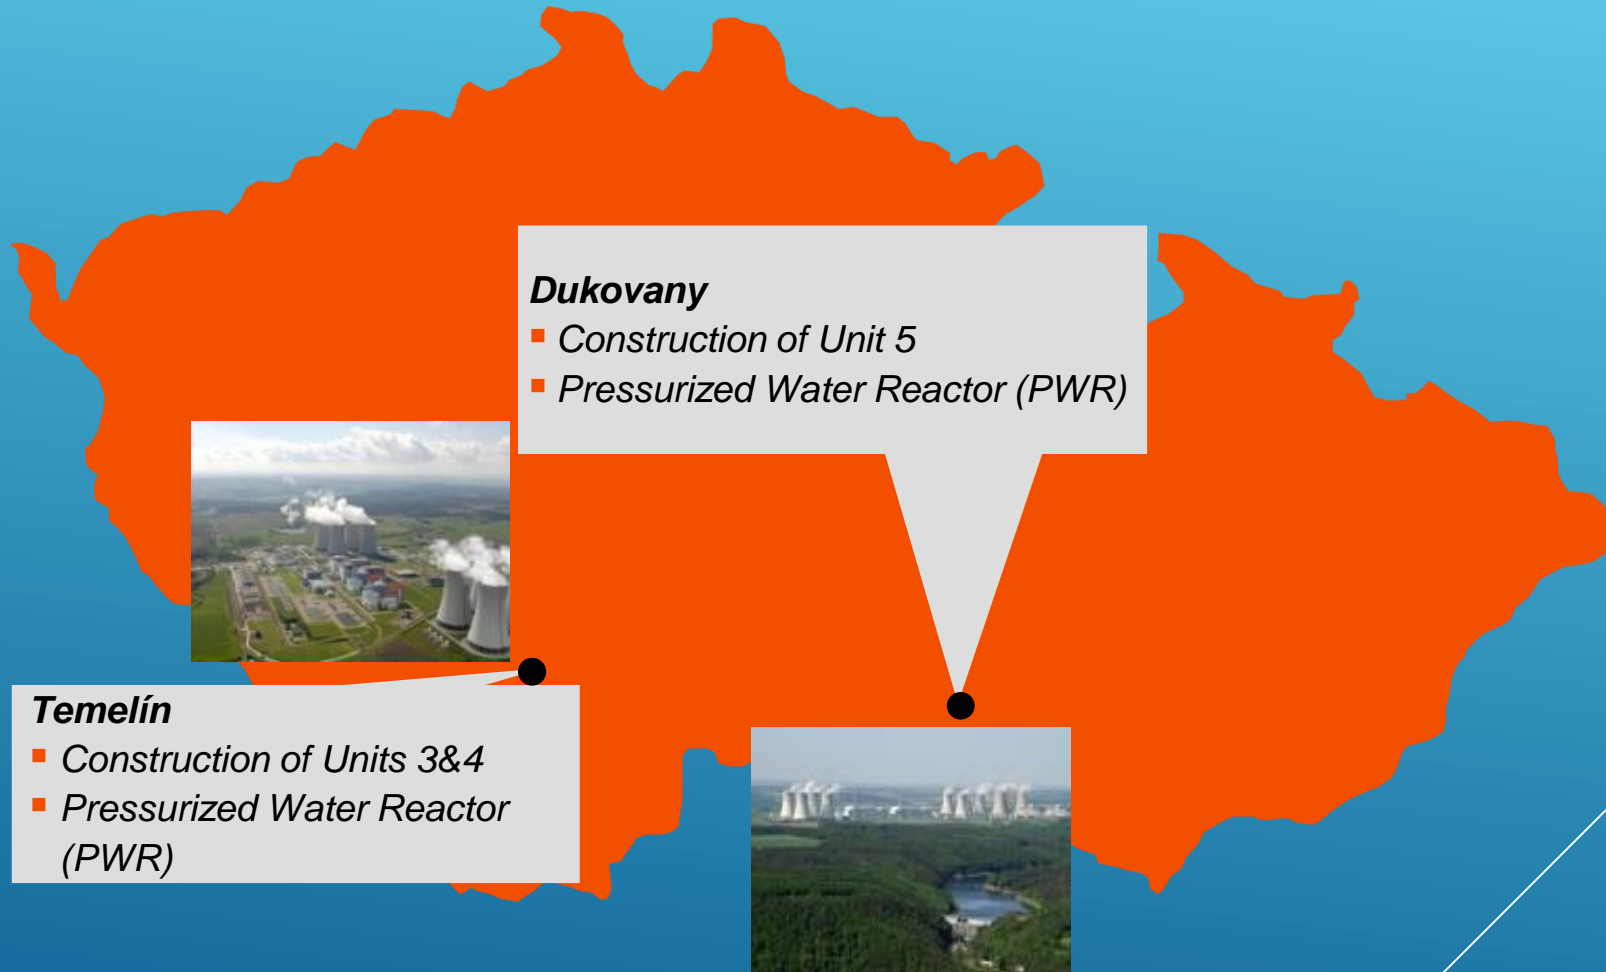 Dukovany
▪ Construction of Unit 5
▪ Pressurized Water Reactor (PWR)
Temelín
▪ Construction of Units 3&4
▪ Pressurized Water Reactor
(PWR)